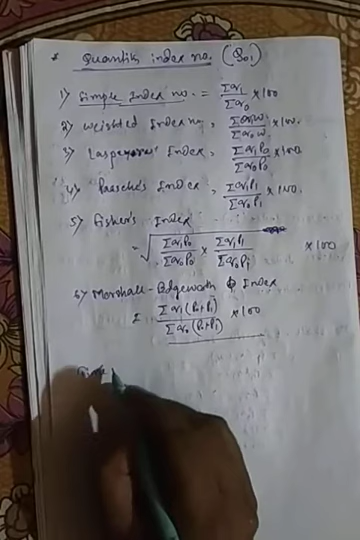 * Quantity index no. (Q01)
1) Simple Index no. = Σq1 / Σq0 × 100
2) Weighted Index no. = Σq1w / Σq0w × 100.
3) Laspeyres' Index = Σq1P0 / Σq0P0 × 100
4) Paasche's Index = Σq1P1 / Σq0P1 × 100.
5) Fisher's Index
= √ Σq1P0 / Σq0P0 × Σq1P1 / Σq0P1 × 100
6) Marshall-Edgeworth Index
= Σq1(P0+P1) / Σq0(P0+P1) × 100